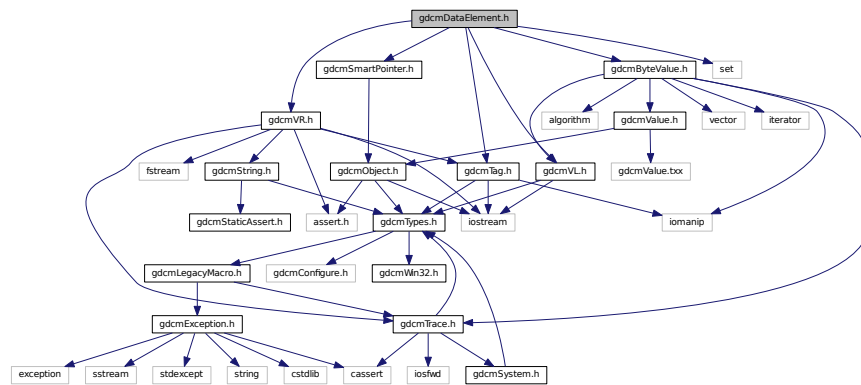 gdcmDataElement.h
gdcmSmartPointer.h
gdcmByteValue.h
set
gdcmVR.h
algorithm
gdcmValue.h
vector
iterator
fstream
gdcmString.h
gdcmObject.h
gdcmTag.h
gdcmVL.h
gdcmValue.txx
gdcmStaticAssert.h
assert.h
gdcmTypes.h
iostream
iomanip
gdcmLegacyMacro.h
gdcmConfigure.h
gdcmWin32.h
gdcmException.h
gdcmTrace.h
exception
sstream
stdexcept
string
cstdlib
cassert
iosfwd
gdcmSystem.h